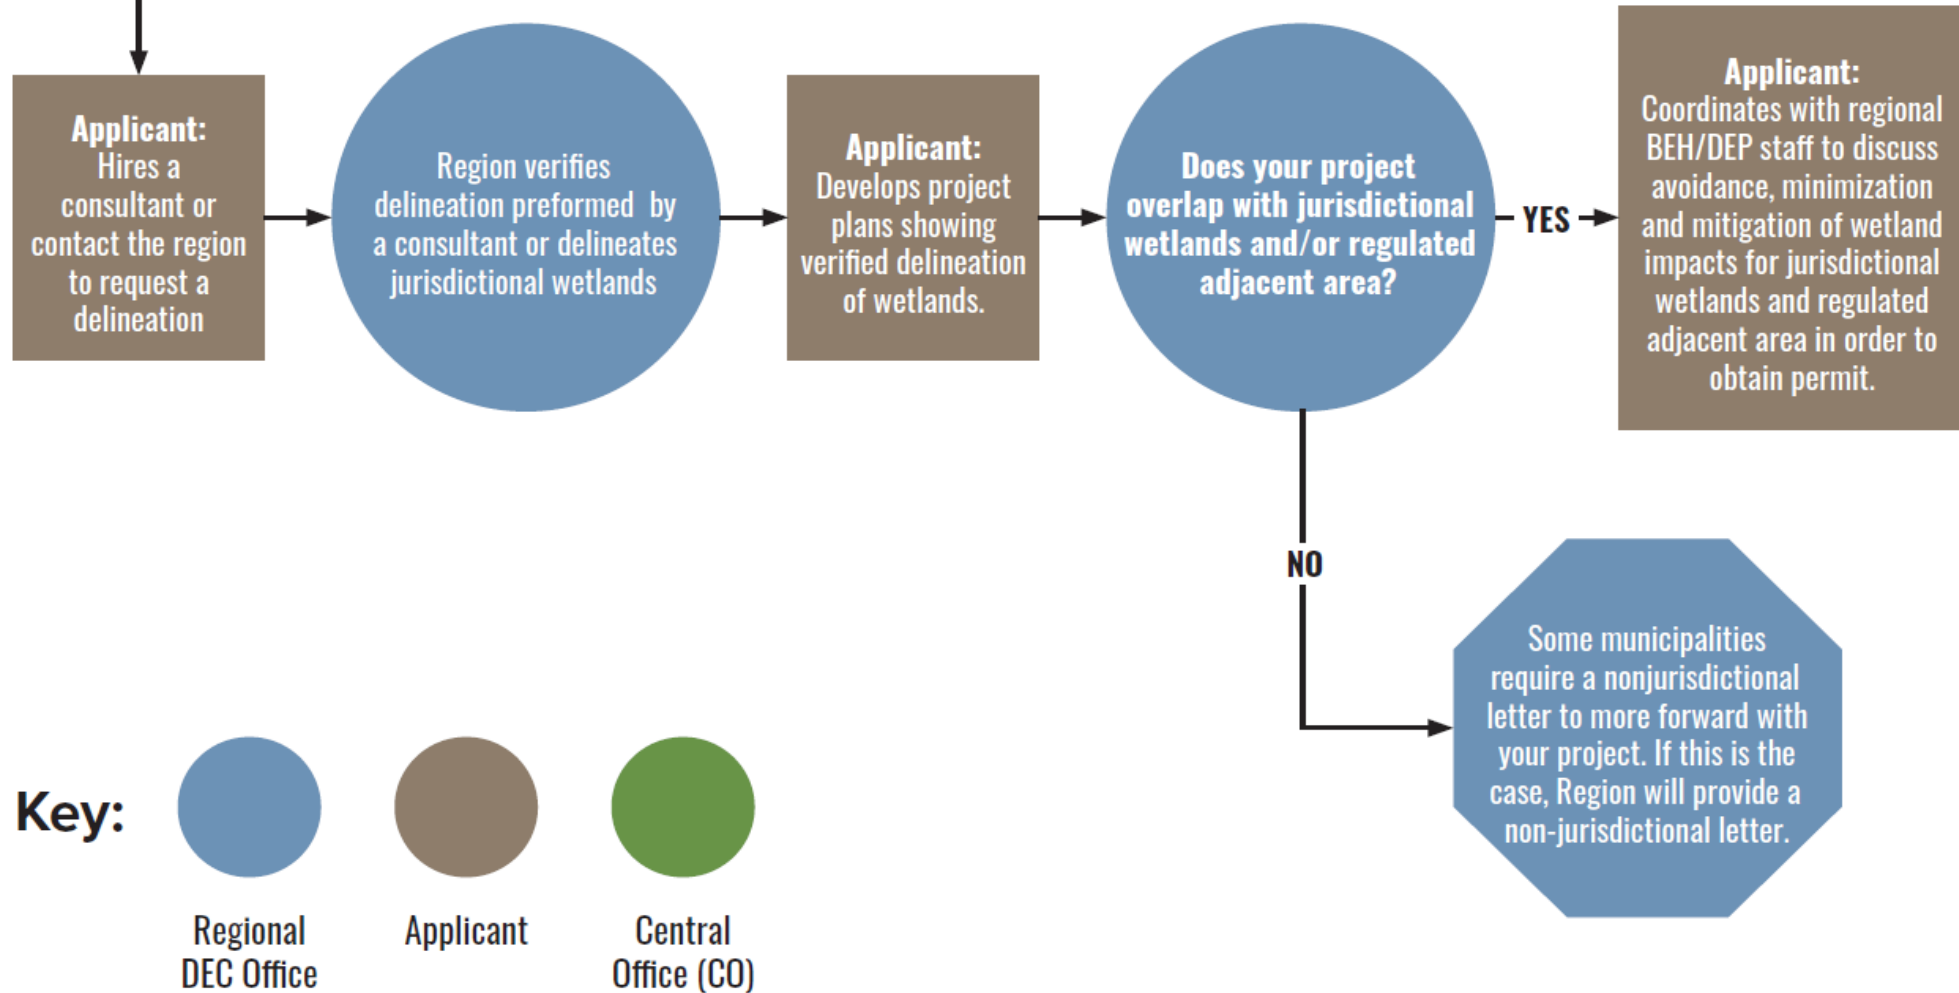 Applicant:
Hires a
consultant or
contact the region
to request a
delineation
Region verifies
delineation preformed by
a consultant or delineates
jurisdictional wetlands
Applicant:
Develops project
plans showing
verified delineation
of wetlands.
Does your project
overlap with jurisdictional
wetlands and/or regulated
adjacent area?
YES
Applicant:
Coordinates with regional
BEH/DEP staff to discuss
avoidance, minimization
and mitigation of wetland
impacts for jurisdictional
wetlands and regulated
adjacent area in order to
obtain permit.
NO
Some municipalities
require a nonjurisdictional
letter to more forward with
your project. If this is the
case, Region will provide a
non-jurisdictional letter.
Key:
Regional
DEC Office
Applicant
Central
Office (CO)